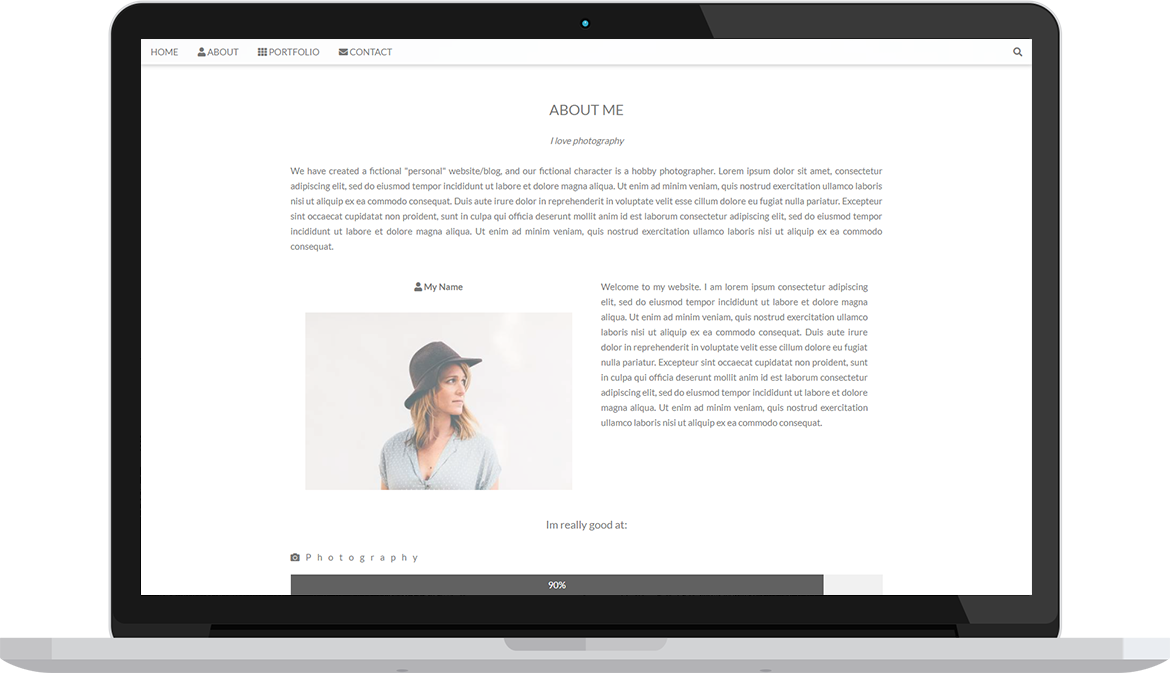 HOME ABOUT PORTFOLIO CONTACT
ABOUT ME
I love photography
We have created a fictional "personal" website/blog, and our fictional character is a hobby photographer. Lorem ipsum dolor sit amet, consectetur
adipiscing elit, sed do eiusmod tempor incididunt ut labore et dolore magna aliqua. Ut enim ad minim veniam, quis nostrud exercitation ullamco laboris
nisi ut aliquip ex ea commodo consequat. Duis aute irure dolor in reprehenderit in voluptate velit esse cillum dolore eu fugiat nulla pariatur. Excepteur
sint occaecat cupidatat non proident, sunt in culpa qui officia deserunt mollit anim id est laborum consectetur adipiscing elit, sed do eiusmod tempor
incididunt ut labore et dolore magna aliqua. Ut enim ad minim veniam, quis nostrud exercitation ullamco laboris nisi ut aliquip ex ea commodo
consequat.
My Name
Welcome to my website. I am lorem ipsum consectetur adipiscing
elit, sed do eiusmod tempor incididunt ut labore et dolore magna
aliqua. Ut enim ad minim veniam, quis nostrud exercitation ullamco
laboris nisi ut aliquip ex ea commodo consequat. Duis aute irure
dolor in reprehenderit in voluptate velit esse cillum dolore eu fugiat
nulla pariatur. Excepteur sint occaecat cupidatat non proident, sunt
in culpa qui officia deserunt mollit anim id est laborum consectetur
adipiscing elit, sed do eiusmod tempor incididunt ut labore et dolore
magna aliqua. Ut enim ad minim veniam, quis nostrud exercitation
ullamco laboris nisi ut aliquip ex ea commodo consequat.
Im really good at:
Photography
90%